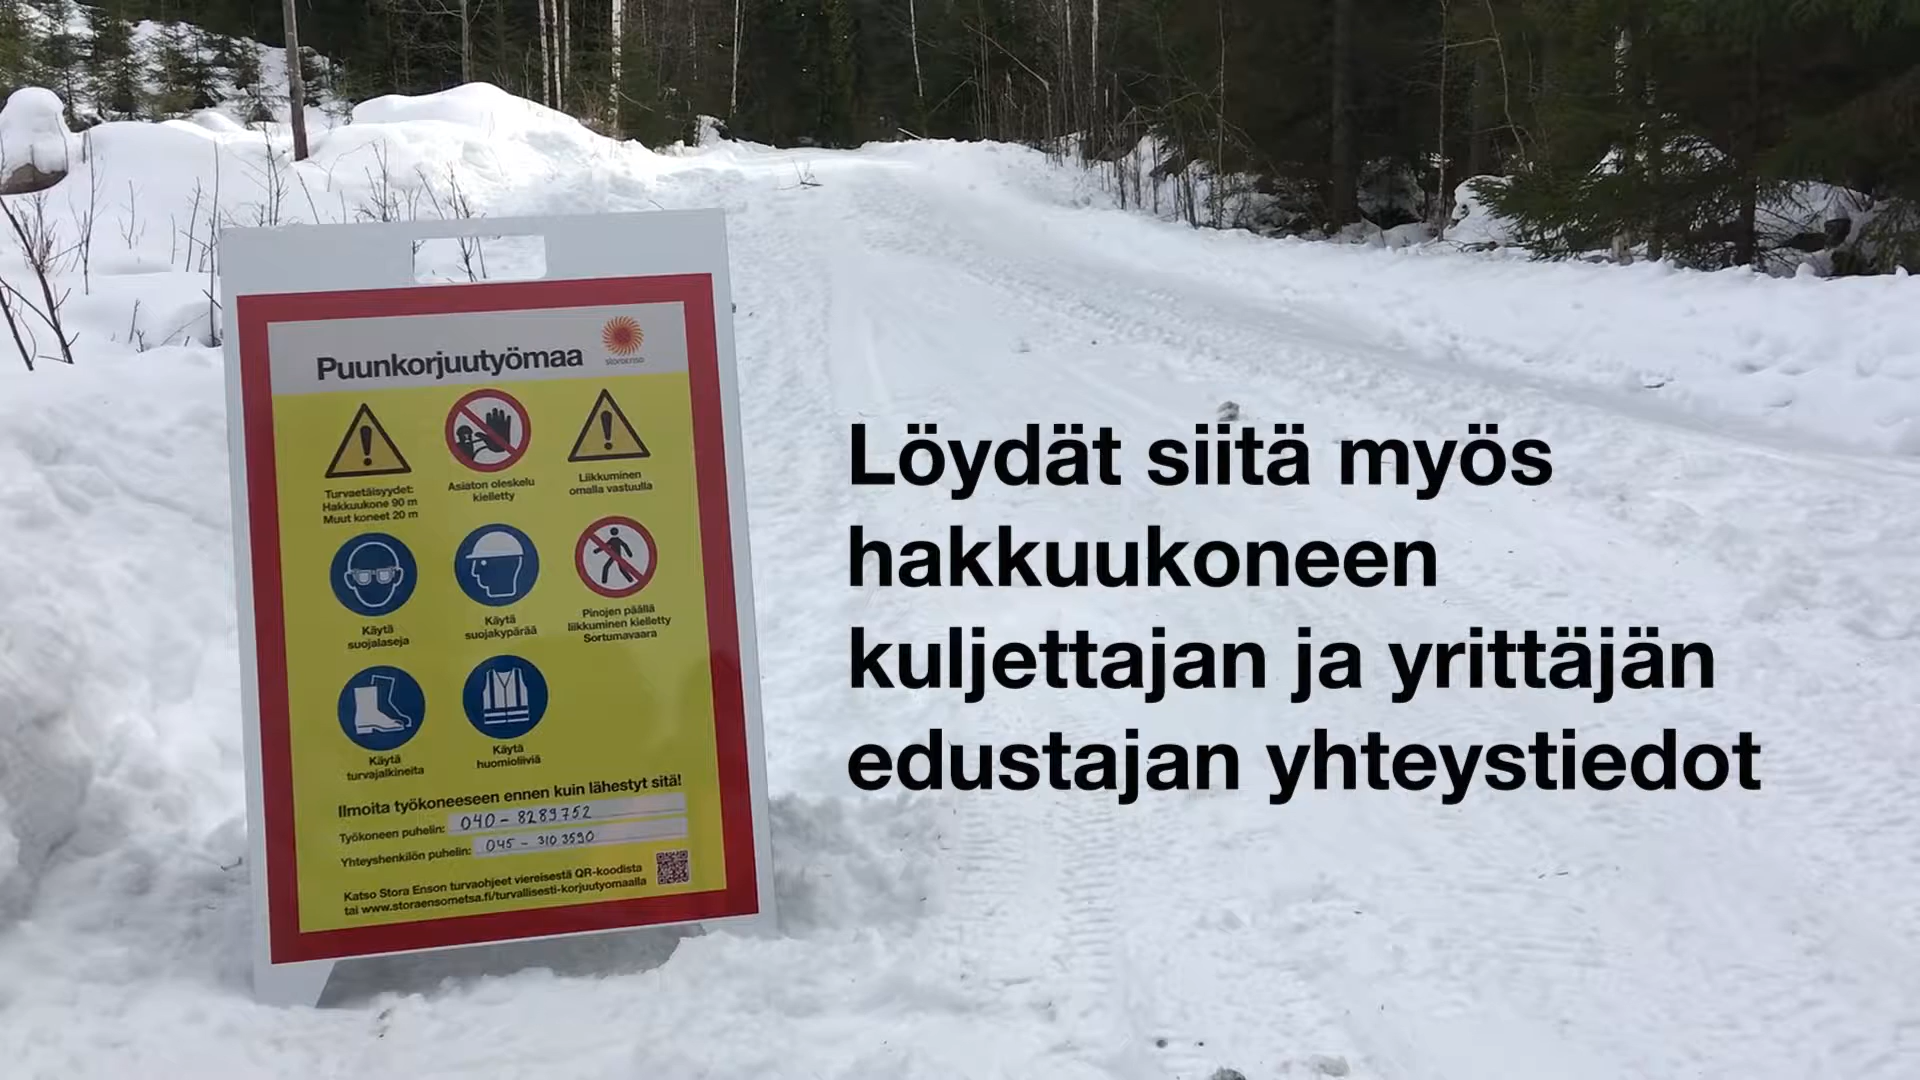 Puunkorjuutyömaa
storaenso
Turvaetäisyydet:
Hakkuukone 90 m
Muut koneet 20 m
Asiaton oleskelu
kielletty
Liikkuminen
omalla vastuulla
Käytä
suojalaseja
Käytä
suojakypärää
Pinojen päällä
liikkuminen kielletty
Sortumavaara
Käytä
turvajalkineita
Käytä
huomioliiviä
Ilmoita työkoneeseen ennen kuin lähestyt sitä!
Työkoneen puhelin: 040 - 8289752
Yhteyshenkilön puhelin: 045 - 310 3590
Katso Stora Enson turvaohjeet viereisestä QR-koodista
tai www.storaensometsa.fi/turvallisesti-korjuutyomaalla
Löydät siitä myös
hakkuukoneen
kuljettajan ja yrittäjän
edustajan yhteystiedot